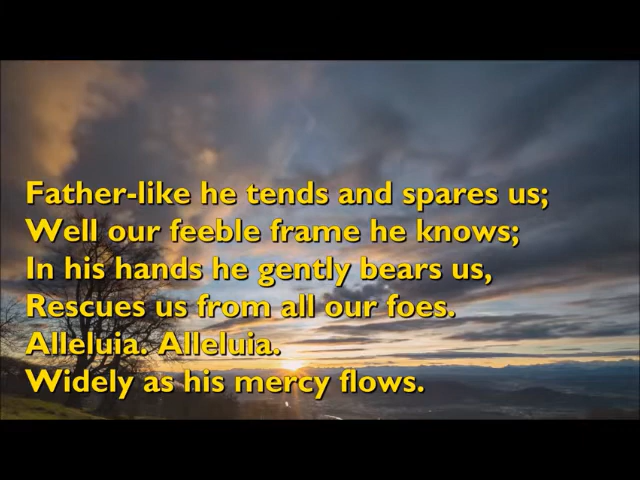 Father-like he tends and spares us;
Well our feeble frame he knows;
In his hands he gently bears us,
Rescues us from all our foes.
Alleluia. Alleluia.
Widely as his mercy flows.